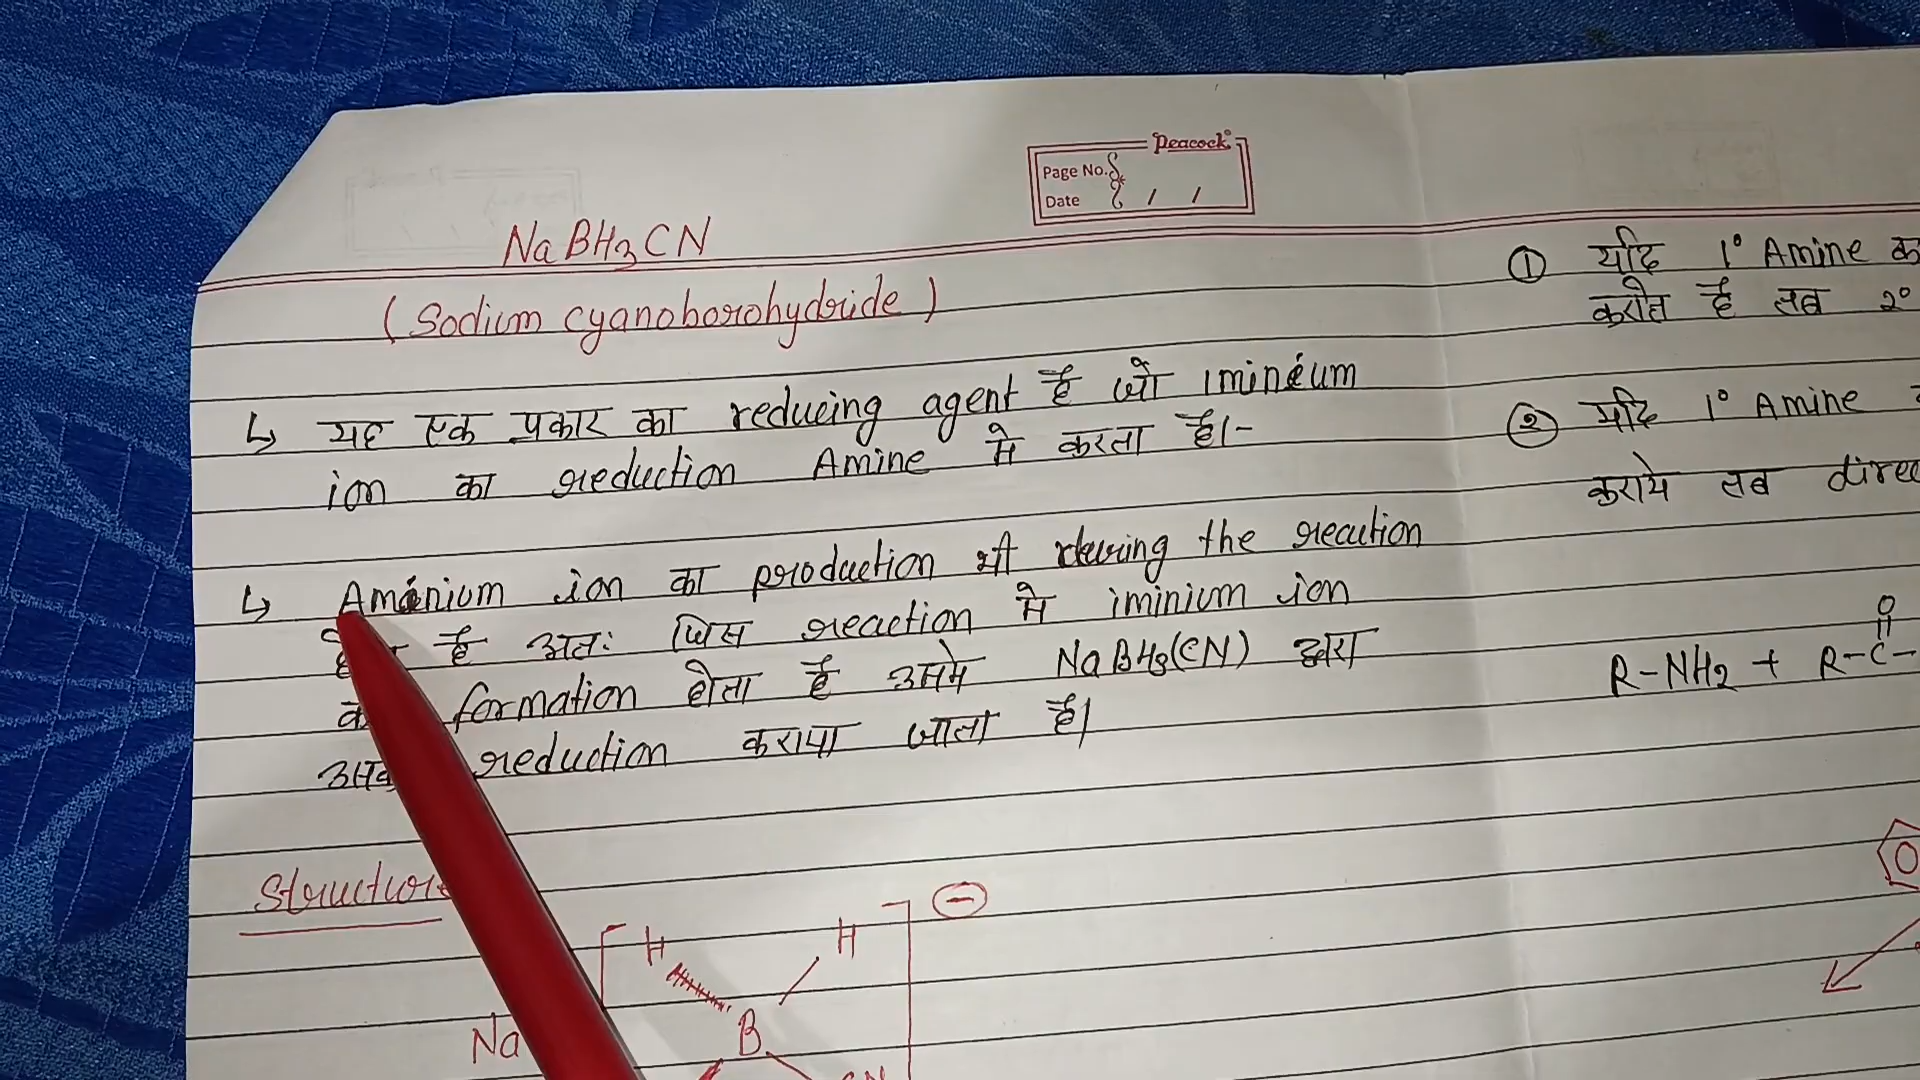 Peacock
Page No.
Date / /
NaBH3CN
(Sodium cyanoborohydride)
↳ यह एक प्रकार का reducing agent है जो iminium
ion का reduction Amine मे करता है।-
↳ Aminium ion का production भी during the reaction
है अतः जिस reaction मे iminium ion
formation होता है उसमे NaBH3(CN) द्वारा
reduction कराया जाता है।
Structure
H H ⊖
Na B
CN
① यदि 1° Amine
कराते है तब 2°
② यदि 1° Amine
कराये तब
O
R-NH2 + R-C-